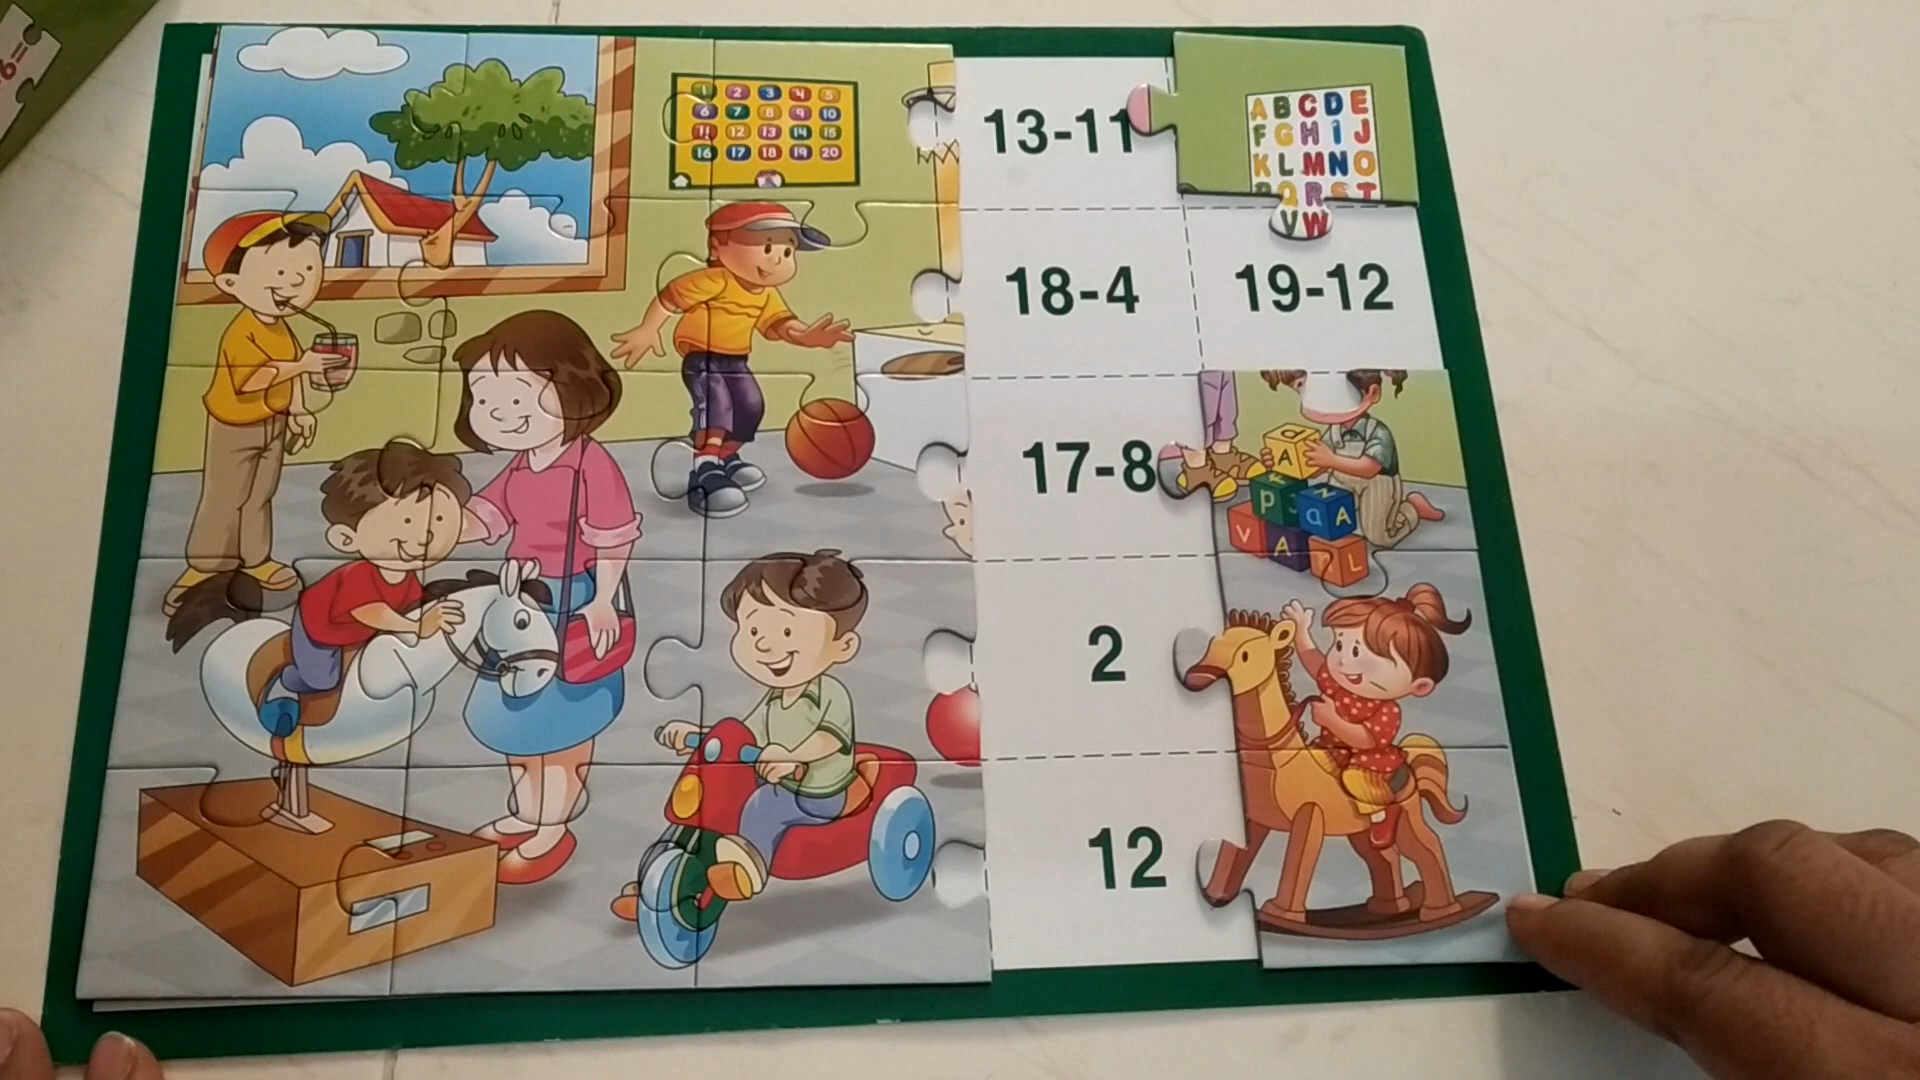 6=
1 2 3 4 5
6 7 8 9 10
11 12 13 14 15
16 17 18 19 20
13-11
A B C D E
F G H I J
K L M N O
P Q R S T
V W
18-4
19-12
17-8
A
P a A
V A L
2
12